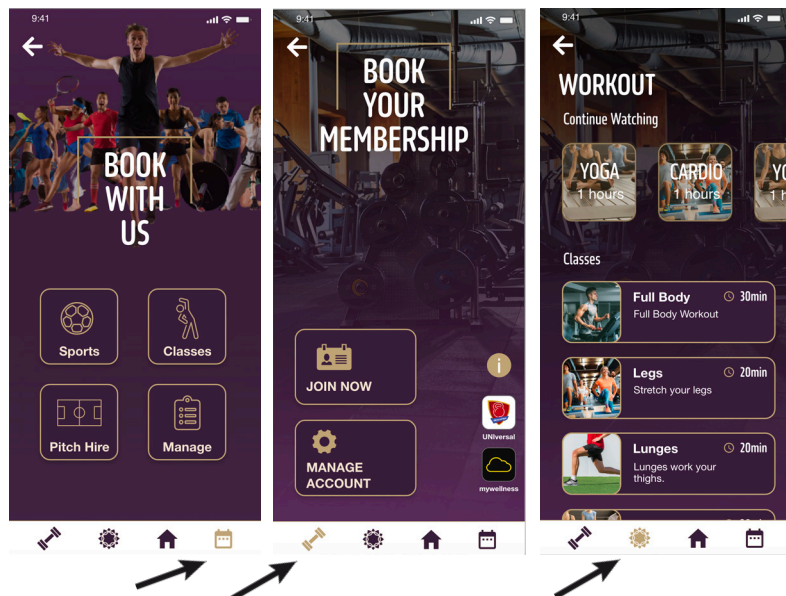 9:41
BOOK
WITH
US
Sports
Classes
Pitch Hire
Manage
9:41
BOOK
YOUR
MEMBERSHIP
JOIN NOW
i
MANAGE
ACCOUNT
UNIversal
mywellness
9:41
WORKOUT
Continue Watching
YOGA
1 hours
CARDIO
1 hours
YO
1 h
Classes
Full Body
30min
Full Body Workout
Legs
20min
Stretch your legs
Lunges
20min
Lunges work your
thighs.